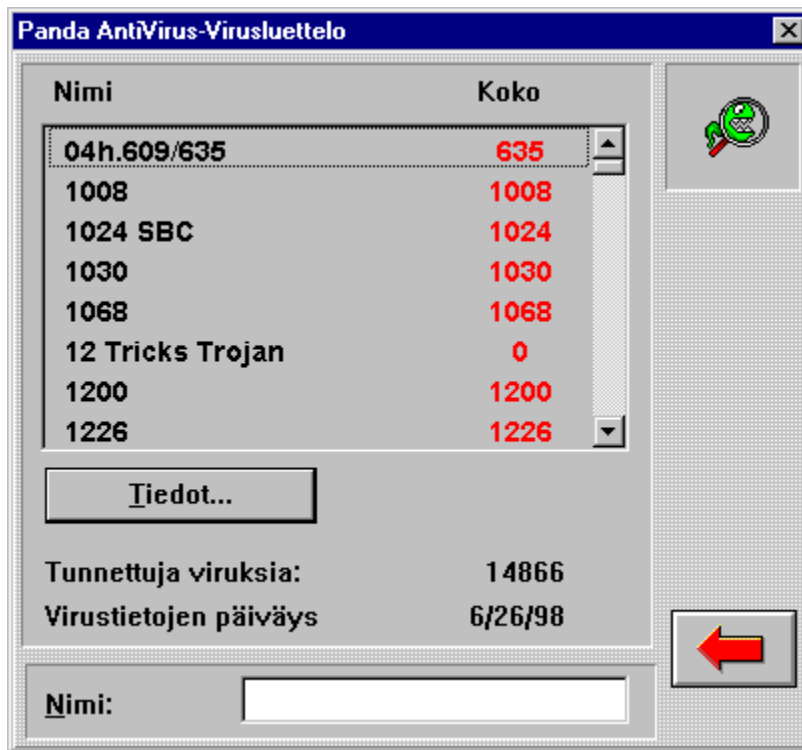 Panda AntiVirus-Virusluettelo
Nimi Koko
04h.609/635 635
1008 1008
1024 SBC 1024
1030 1030
1068 1068
12 Tricks Trojan 0
1200 1200
1226 1226
Tiedot...
Tunnettuja viruksia: 14866
Virustietojen päiväys 6/26/98
Nimi: